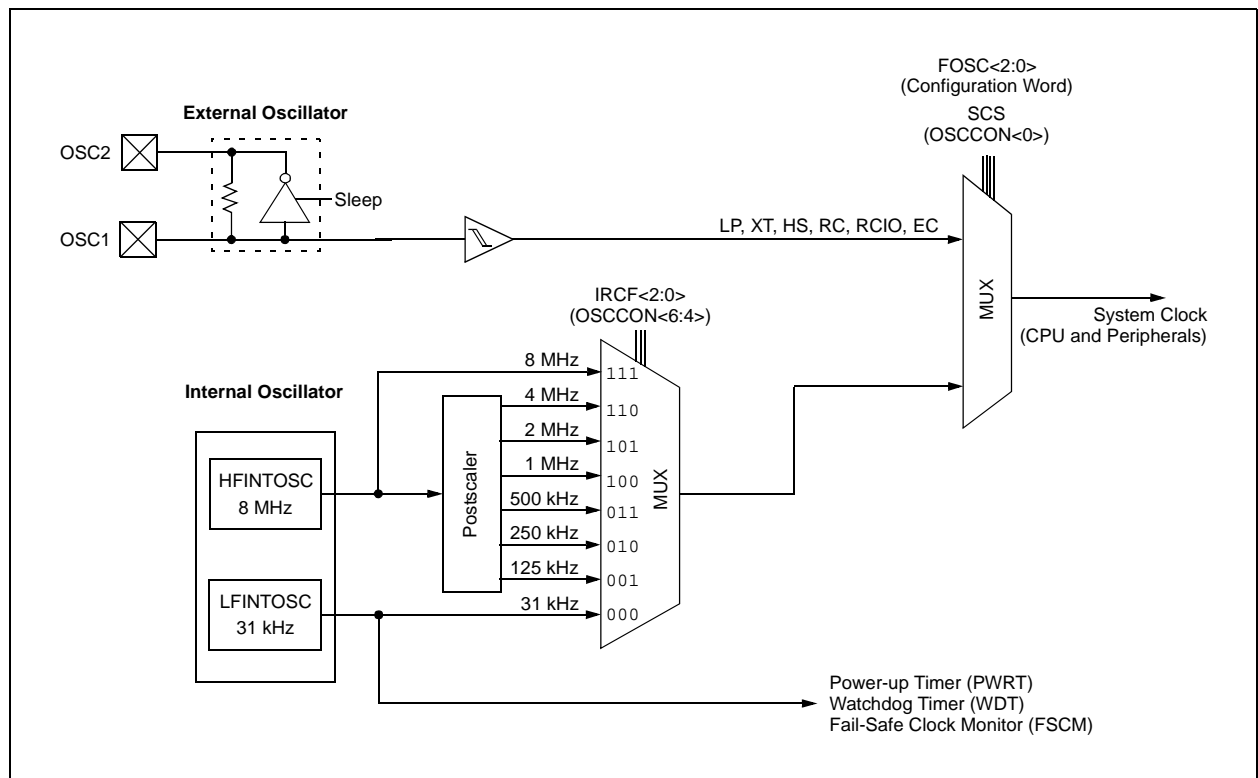 FOSC<2:0>
(Configuration Word)
SCS
(OSCCON<0>)
External Oscillator
OSC2
Sleep
OSC1
LP, XT, HS, RC, RCIO, EC
MUX
System Clock
(CPU and Peripherals)
IRCF<2:0>
(OSCCON<6:4>)
Internal Oscillator
HFINTOSC
8 MHz
LFINTOSC
31 kHz
Postscaler
8 MHz
4 MHz
2 MHz
1 MHz
500 kHz
250 kHz
125 kHz
31 kHz
111
110
101
100
011
010
001
000
MUX
Power-up Timer (PWRT)
Watchdog Timer (WDT)
Fail-Safe Clock Monitor (FSCM)